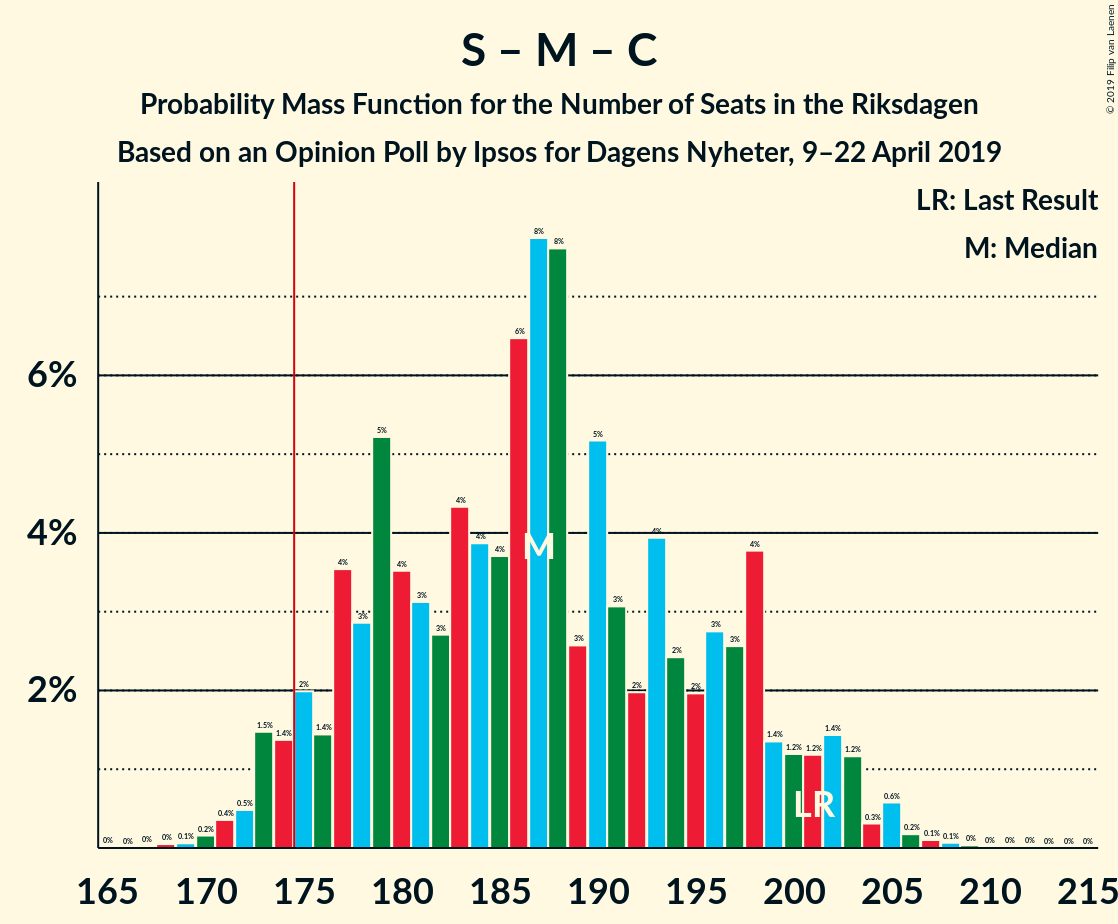 S – M – C
Probability Mass Function for the Number of Seats in the Riksdagen
Based on an Opinion Poll by Ipsos for Dagens Nyheter, 9–22 April 2019
© 2019 Filip van Laenen
LR: Last Result
M: Median
6%
4%
2%
0% 0% 0% 0% 0.1% 0.2% 0.4% 0.5% 1.5% 1.4% 2% 1.4% 4% 3% 5% 4% 3% 3% 4% 4% 4% 6% 8% 8% 3% 5% 3% 2% 4% 2% 2% 3% 3% 4% 1.4% 1.2% 1.2% 1.4% 1.2% 0.3% 0.6% 0.2% 0.1% 0.1% 0% 0% 0% 0% 0% 0% 0%
M
LR
165 170 175 180 185 190 195 200 205 210 215